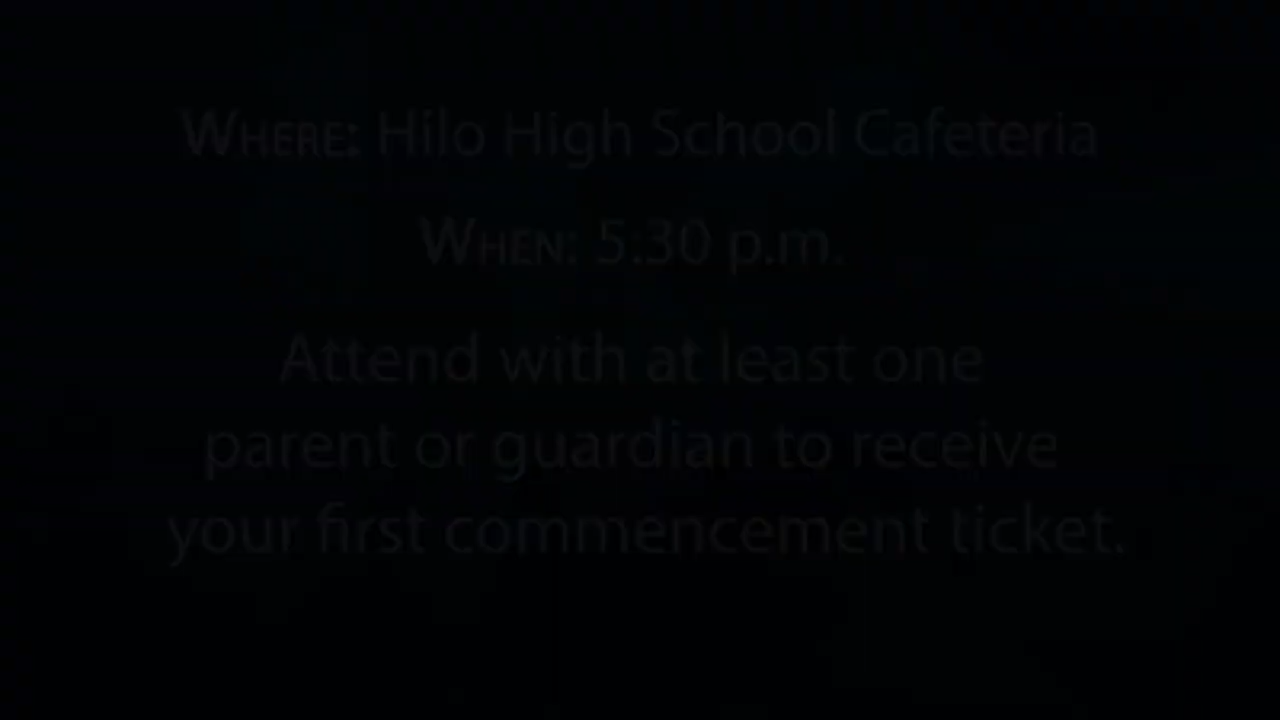 WHERE: Hilo High School Cafeteria
WHEN: 5:30 p.m.
Attend with at least one
parent or guardian to receive
your first commencement ticket.